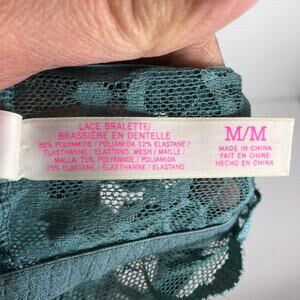 LACE BRALETTE/
BRASSIÈRE EN DENTELLE
88% POLYAMIDE / POLIAMIDA 12% ELASTANE /
ELASTHANNE / ELASTANO, MESH / MAILLE /
MALLA: 75% POLYAMIDE / POLIAMIDA
25% ELASTANE / ELASTHANNE / ELASTANO
M/M
MADE IN CHINA
FAIT EN CHINE
HECHO EN CHINA